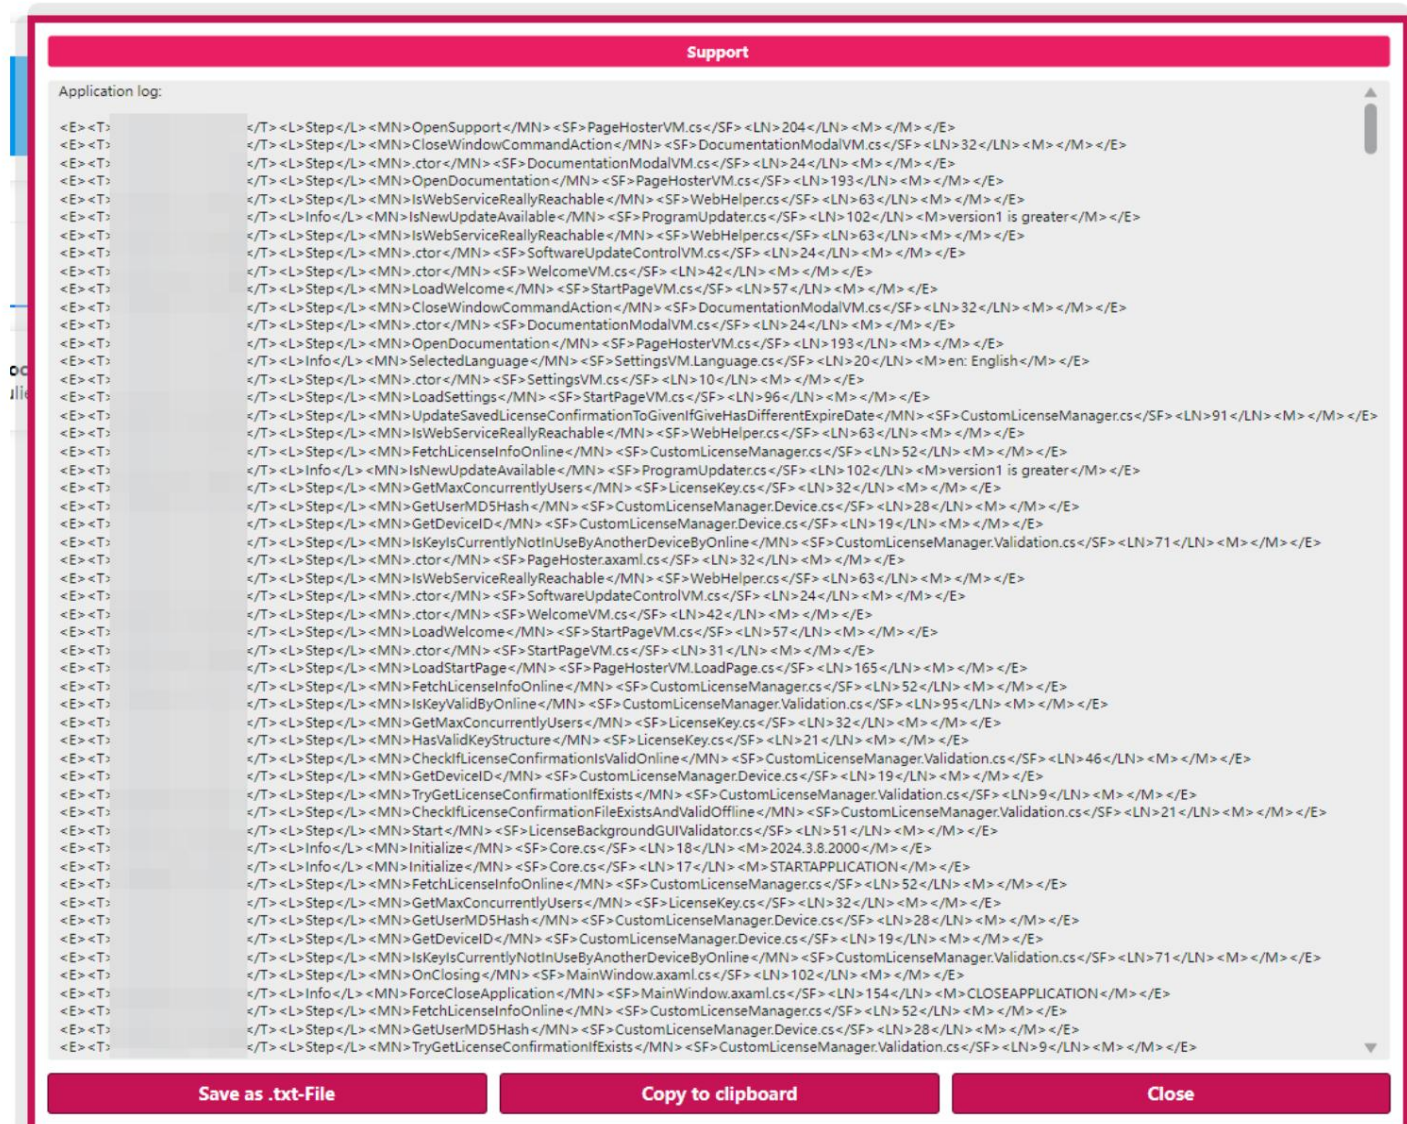 Support
Application log:
<E><T> </T><L>Step</L><MN>OpenSupport</MN><SF>PageHosterVM.cs</SF><LN>204</LN><M></M></E>
<E><T> </T><L>Step</L><MN>CloseWindowCommandAction</MN><SF>DocumentationModalVM.cs</SF><LN>32</LN><M></M></E>
<E><T> </T><L>Step</L><MN>.ctor</MN><SF>DocumentationModalVM.cs</SF><LN>24</LN><M></M></E>
<E><T> </T><L>Step</L><MN>OpenDocumentation</MN><SF>PageHosterVM.cs</SF><LN>193</LN><M></M></E>
<E><T> </T><L>Step</L><MN>IsWebServiceReallyReachable</MN><SF>WebHelper.cs</SF><LN>63</LN><M></M></E>
<E><T> </T><L>Info</L><MN>IsNewUpdateAvailable</MN><SF>ProgramUpdater.cs</SF><LN>102</LN><M>version1 is greater</M></E>
<E><T> </T><L>Step</L><MN>IsWebServiceReallyReachable</MN><SF>WebHelper.cs</SF><LN>63</LN><M></M></E>
<E><T> </T><L>Step</L><MN>.ctor</MN><SF>SoftwareUpdateControlVM.cs</SF><LN>24</LN><M></M></E>
<E><T> </T><L>Step</L><MN>.ctor</MN><SF>WelcomeVM.cs</SF><LN>42</LN><M></M></E>
<E><T> </T><L>Step</L><MN>LoadWelcome</MN><SF>StartPageVM.cs</SF><LN>57</LN><M></M></E>
<E><T> </T><L>Step</L><MN>CloseWindowCommandAction</MN><SF>DocumentationModalVM.cs</SF><LN>32</LN><M></M></E>
<E><T> </T><L>Step</L><MN>.ctor</MN><SF>DocumentationModalVM.cs</SF><LN>24</LN><M></M></E>
<E><T> </T><L>Step</L><MN>OpenDocumentation</MN><SF>PageHosterVM.cs</SF><LN>193</LN><M></M></E>
<E><T> </T><L>Info</L><MN>SelectedLanguage</MN><SF>SettingsVM.Language.cs</SF><LN>20</LN><M>en: English</M></E>
<E><T> </T><L>Step</L><MN>.ctor</MN><SF>SettingsVM.cs</SF><LN>10</LN><M></M></E>
<E><T> </T><L>Step</L><MN>LoadSettings</MN><SF>StartPageVM.cs</SF><LN>96</LN><M></M></E>
<E><T> </T><L>Step</L><MN>UpdateSavedLicenseConfirmationToGivenIfGiveHasDifferentExpireDate</MN><SF>CustomLicenseManager.cs</SF><LN>91</LN><M></M></E>
<E><T> </T><L>Step</L><MN>IsWebServiceReallyReachable</MN><SF>WebHelper.cs</SF><LN>63</LN><M></M></E>
<E><T> </T><L>Step</L><MN>FetchLicenseInfoOnline</MN><SF>CustomLicenseManager.cs</SF><LN>52</LN><M></M></E>
<E><T> </T><L>Info</L><MN>IsNewUpdateAvailable</MN><SF>ProgramUpdater.cs</SF><LN>102</LN><M>version1 is greater</M></E>
<E><T> </T><L>Step</L><MN>GetMaxConcurrentlyUsers</MN><SF>LicenseKey.cs</SF><LN>32</LN><M></M></E>
<E><T> </T><L>Step</L><MN>GetUserMD5Hash</MN><SF>CustomLicenseManager.Device.cs</SF><LN>28</LN><M></M></E>
<E><T> </T><L>Step</L><MN>GetDeviceID</MN><SF>CustomLicenseManager.Device.cs</SF><LN>19</LN><M></M></E>
<E><T> </T><L>Step</L><MN>IsKeyIsCurrentlyNotInUseByAnotherDeviceByOnline</MN><SF>CustomLicenseManager.Validation.cs</SF><LN>71</LN><M></M></E>
<E><T> </T><L>Step</L><MN>.ctor</MN><SF>PageHoster.axaml.cs</SF><LN>32</LN><M></M></E>
<E><T> </T><L>Step</L><MN>IsWebServiceReallyReachable</MN><SF>WebHelper.cs</SF><LN>63</LN><M></M></E>
<E><T> </T><L>Step</L><MN>.ctor</MN><SF>SoftwareUpdateControlVM.cs</SF><LN>24</LN><M></M></E>
<E><T> </T><L>Step</L><MN>.ctor</MN><SF>WelcomeVM.cs</SF><LN>42</LN><M></M></E>
<E><T> </T><L>Step</L><MN>LoadWelcome</MN><SF>StartPageVM.cs</SF><LN>57</LN><M></M></E>
<E><T> </T><L>Step</L><MN>.ctor</MN><SF>StartPageVM.cs</SF><LN>31</LN><M></M></E>
<E><T> </T><L>Step</L><MN>LoadStartPage</MN><SF>PageHosterVM.LoadPage.cs</SF><LN>165</LN><M></M></E>
<E><T> </T><L>Step</L><MN>FetchLicenseInfoOnline</MN><SF>CustomLicenseManager.cs</SF><LN>52</LN><M></M></E>
<E><T> </T><L>Step</L><MN>IsKeyValidByOnline</MN><SF>CustomLicenseManager.Validation.cs</SF><LN>95</LN><M></M></E>
<E><T> </T><L>Step</L><MN>GetMaxConcurrentlyUsers</MN><SF>LicenseKey.cs</SF><LN>32</LN><M></M></E>
<E><T> </T><L>Step</L><MN>HasValidKeyStructure</MN><SF>LicenseKey.cs</SF><LN>21</LN><M></M></E>
<E><T> </T><L>Step</L><MN>CheckIfLicenseConfirmationIsValidOnline</MN><SF>CustomLicenseManager.Validation.cs</SF><LN>46</LN><M></M></E>
<E><T> </T><L>Step</L><MN>GetDeviceID</MN><SF>CustomLicenseManager.Device.cs</SF><LN>19</LN><M></M></E>
<E><T> </T><L>Step</L><MN>TryGetLicenseConfirmationIfExists</MN><SF>CustomLicenseManager.Validation.cs</SF><LN>9</LN><M></M></E>
<E><T> </T><L>Step</L><MN>CheckIfLicenseConfirmationFileExistsAndValidOffline</MN><SF>CustomLicenseManager.Validation.cs</SF><LN>21</LN><M></M></E>
<E><T> </T><L>Step</L><MN>Start</MN><SF>LicenseBackgroundGUIValidator.cs</SF><LN>51</LN><M></M></E>
<E><T> </T><L>Info</L><MN>Initialize</MN><SF>Core.cs</SF><LN>18</LN><M>2024.3.8.2000</M></E>
<E><T> </T><L>Info</L><MN>Initialize</MN><SF>Core.cs</SF><LN>17</LN><M>STARTAPPLICATION</M></E>
<E><T> </T><L>Step</L><MN>FetchLicenseInfoOnline</MN><SF>CustomLicenseManager.cs</SF><LN>52</LN><M></M></E>
<E><T> </T><L>Step</L><MN>GetMaxConcurrentlyUsers</MN><SF>LicenseKey.cs</SF><LN>32</LN><M></M></E>
<E><T> </T><L>Step</L><MN>GetUserMD5Hash</MN><SF>CustomLicenseManager.Device.cs</SF><LN>28</LN><M></M></E>
<E><T> </T><L>Step</L><MN>GetDeviceID</MN><SF>CustomLicenseManager.Device.cs</SF><LN>19</LN><M></M></E>
<E><T> </T><L>Step</L><MN>IsKeyIsCurrentlyNotInUseByAnotherDeviceByOnline</MN><SF>CustomLicenseManager.Validation.cs</SF><LN>71</LN><M></M></E>
<E><T> </T><L>Step</L><MN>OnClosing</MN><SF>MainWindow.axaml.cs</SF><LN>102</LN><M></M></E>
<E><T> </T><L>Info</L><MN>ForceCloseApplication</MN><SF>MainWindow.axaml.cs</SF><LN>154</LN><M>CLOSEAPPLICATION</M></E>
<E><T> </T><L>Step</L><MN>FetchLicenseInfoOnline</MN><SF>CustomLicenseManager.cs</SF><LN>52</LN><M></M></E>
<E><T> </T><L>Step</L><MN>GetUserMD5Hash</MN><SF>CustomLicenseManager.Device.cs</SF><LN>28</LN><M></M></E>
<E><T> </T><L>Step</L><MN>TryGetLicenseConfirmationIfExists</MN><SF>CustomLicenseManager.Validation.cs</SF><LN>9</LN><M></M></E>
Save as .txt-File
Copy to clipboard
Close